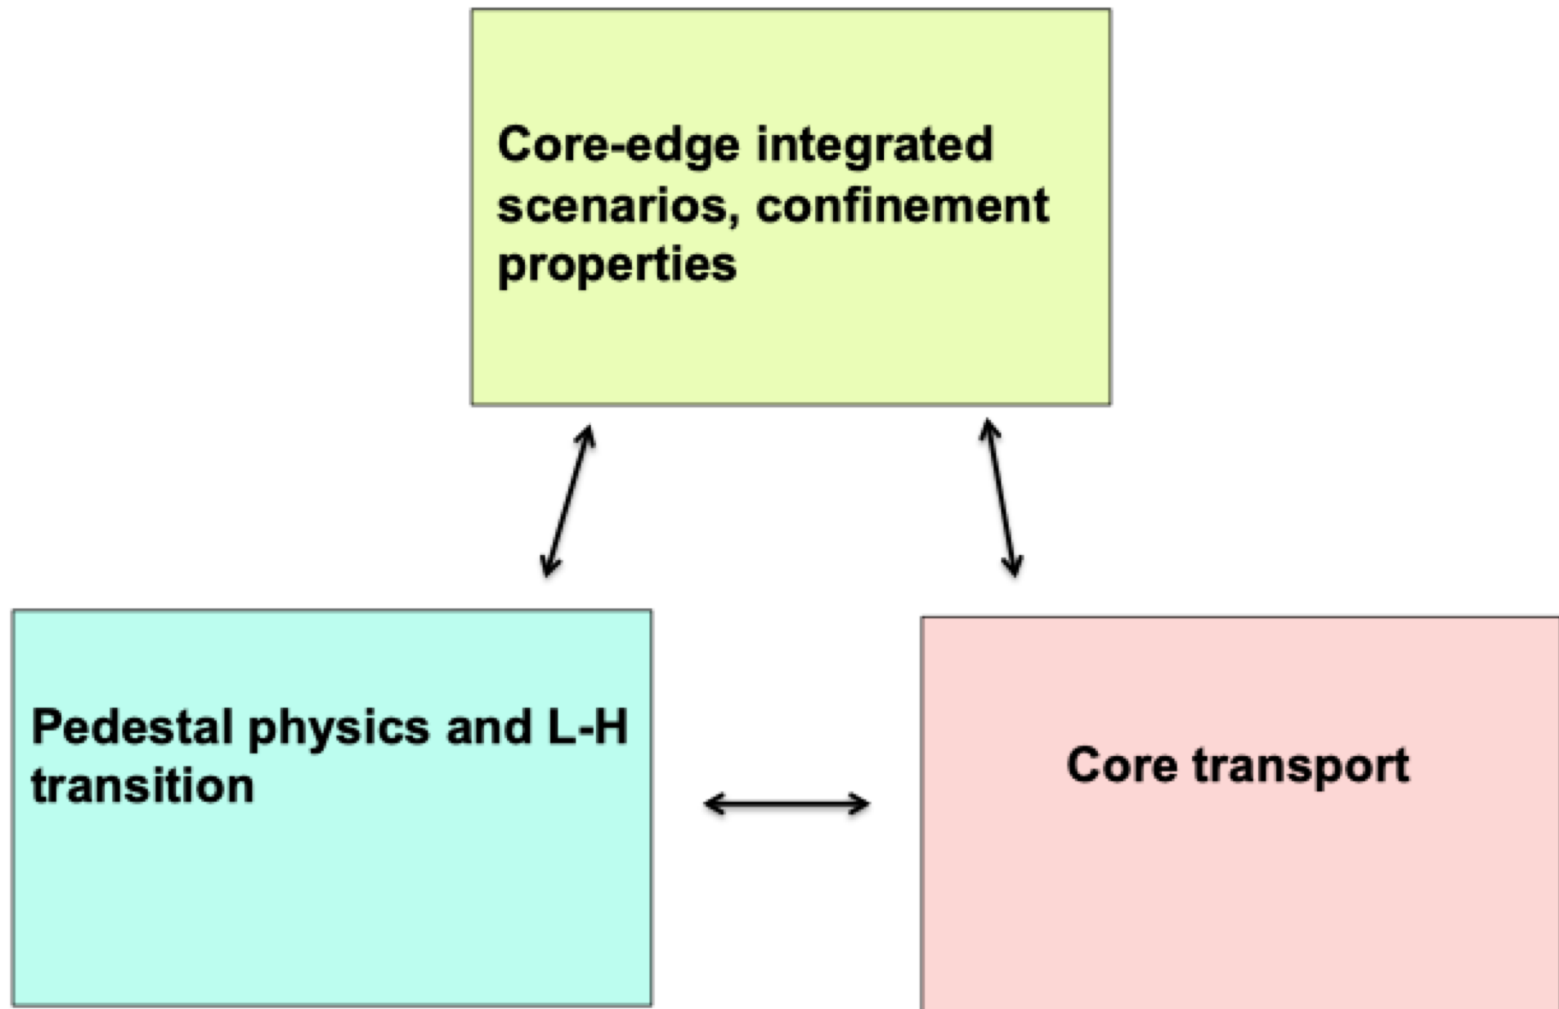 Core-edge integrated
scenarios, confinement
properties
Pedestal physics and L-H
transition
Core transport